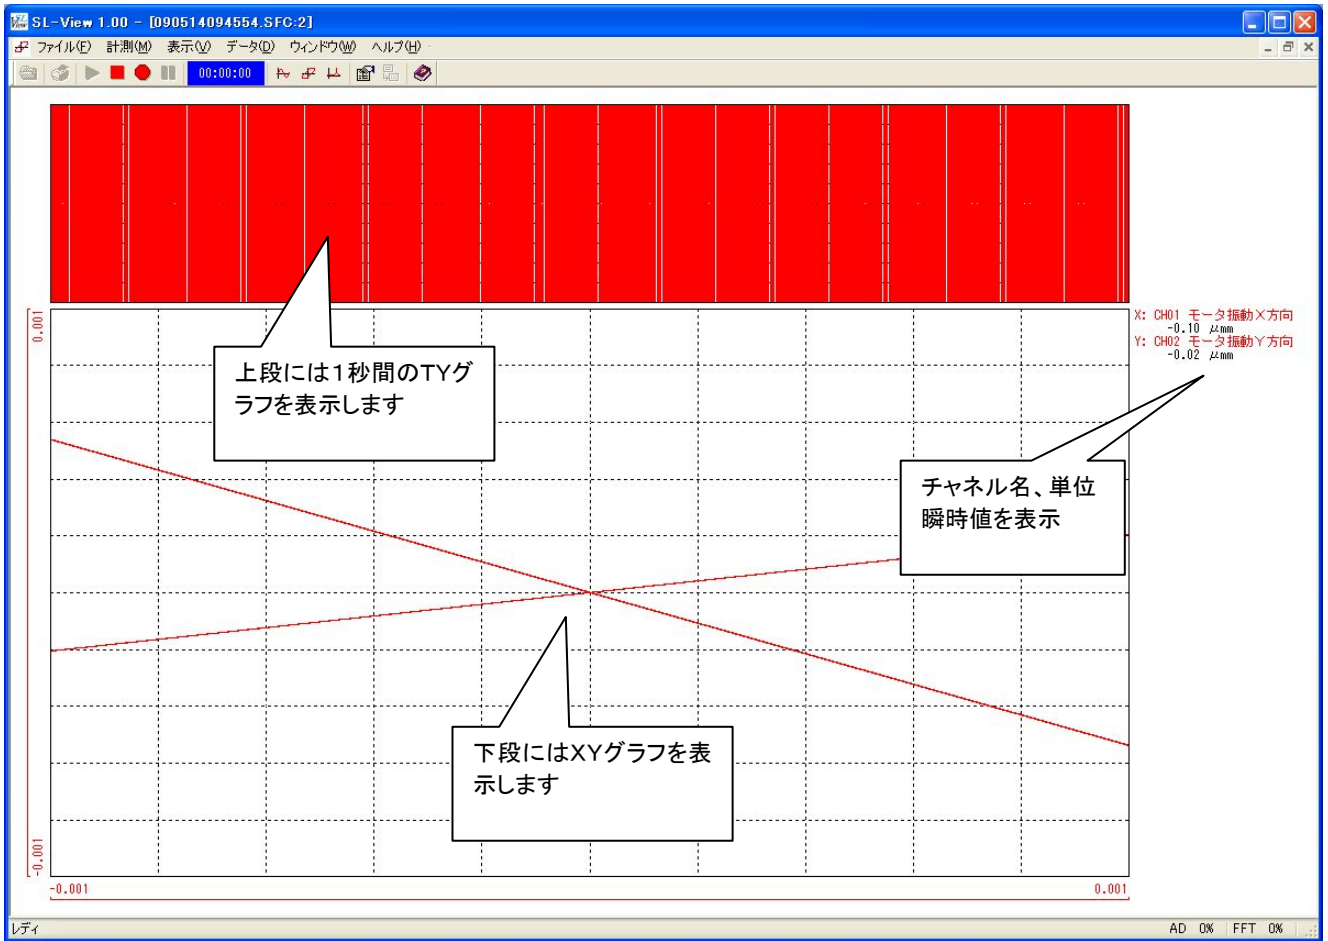 SL-View 1.00 - [090514094554.SFC:2]
ファイル(F) 計測(M) 表示(V) データ(D) ウィンドウ(W) ヘルプ(H)
00:00:00
X: CH01 モータ振動X方向
-0.10 μmm
Y: CH02 モータ振動Y方向
-0.02 μmm
0.001
上段には1秒間のTYグ
ラフを表示します
チャネル名、単位
瞬時値を表示
下段にはXYグラフを表
示します
-0.001
-0.001 0.001
レディ AD 0% FFT 0%